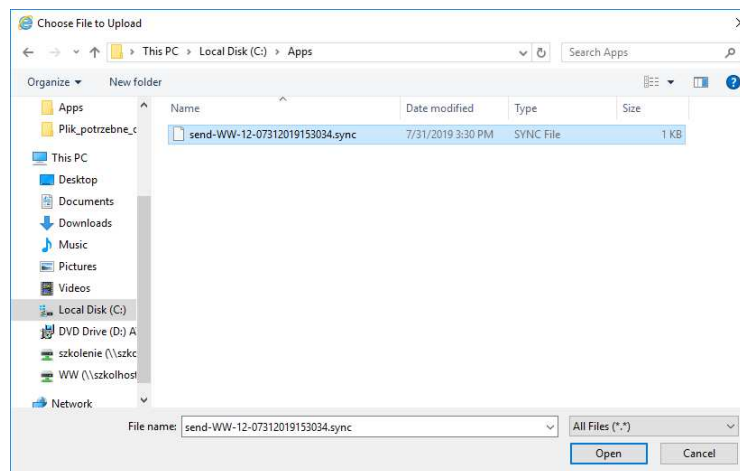 Choose File to Upload
This PC > Local Disk (C:) > Apps
Search Apps
Organize
New folder
Name
Date modified
Type
Size
send-WW-12-07312019153034.sync
7/31/2019 3:30 PM
SYNC File
1 KB
Apps
Plik_potrzebne_c
This PC
Desktop
Documents
Downloads
Music
Pictures
Videos
Local Disk (C:)
DVD Drive (D:) A
szkolenie (\\szkc
WW (\\szkolhost
Network
File name: send-WW-12-07312019153034.sync
All Files (*.*)
Open
Cancel